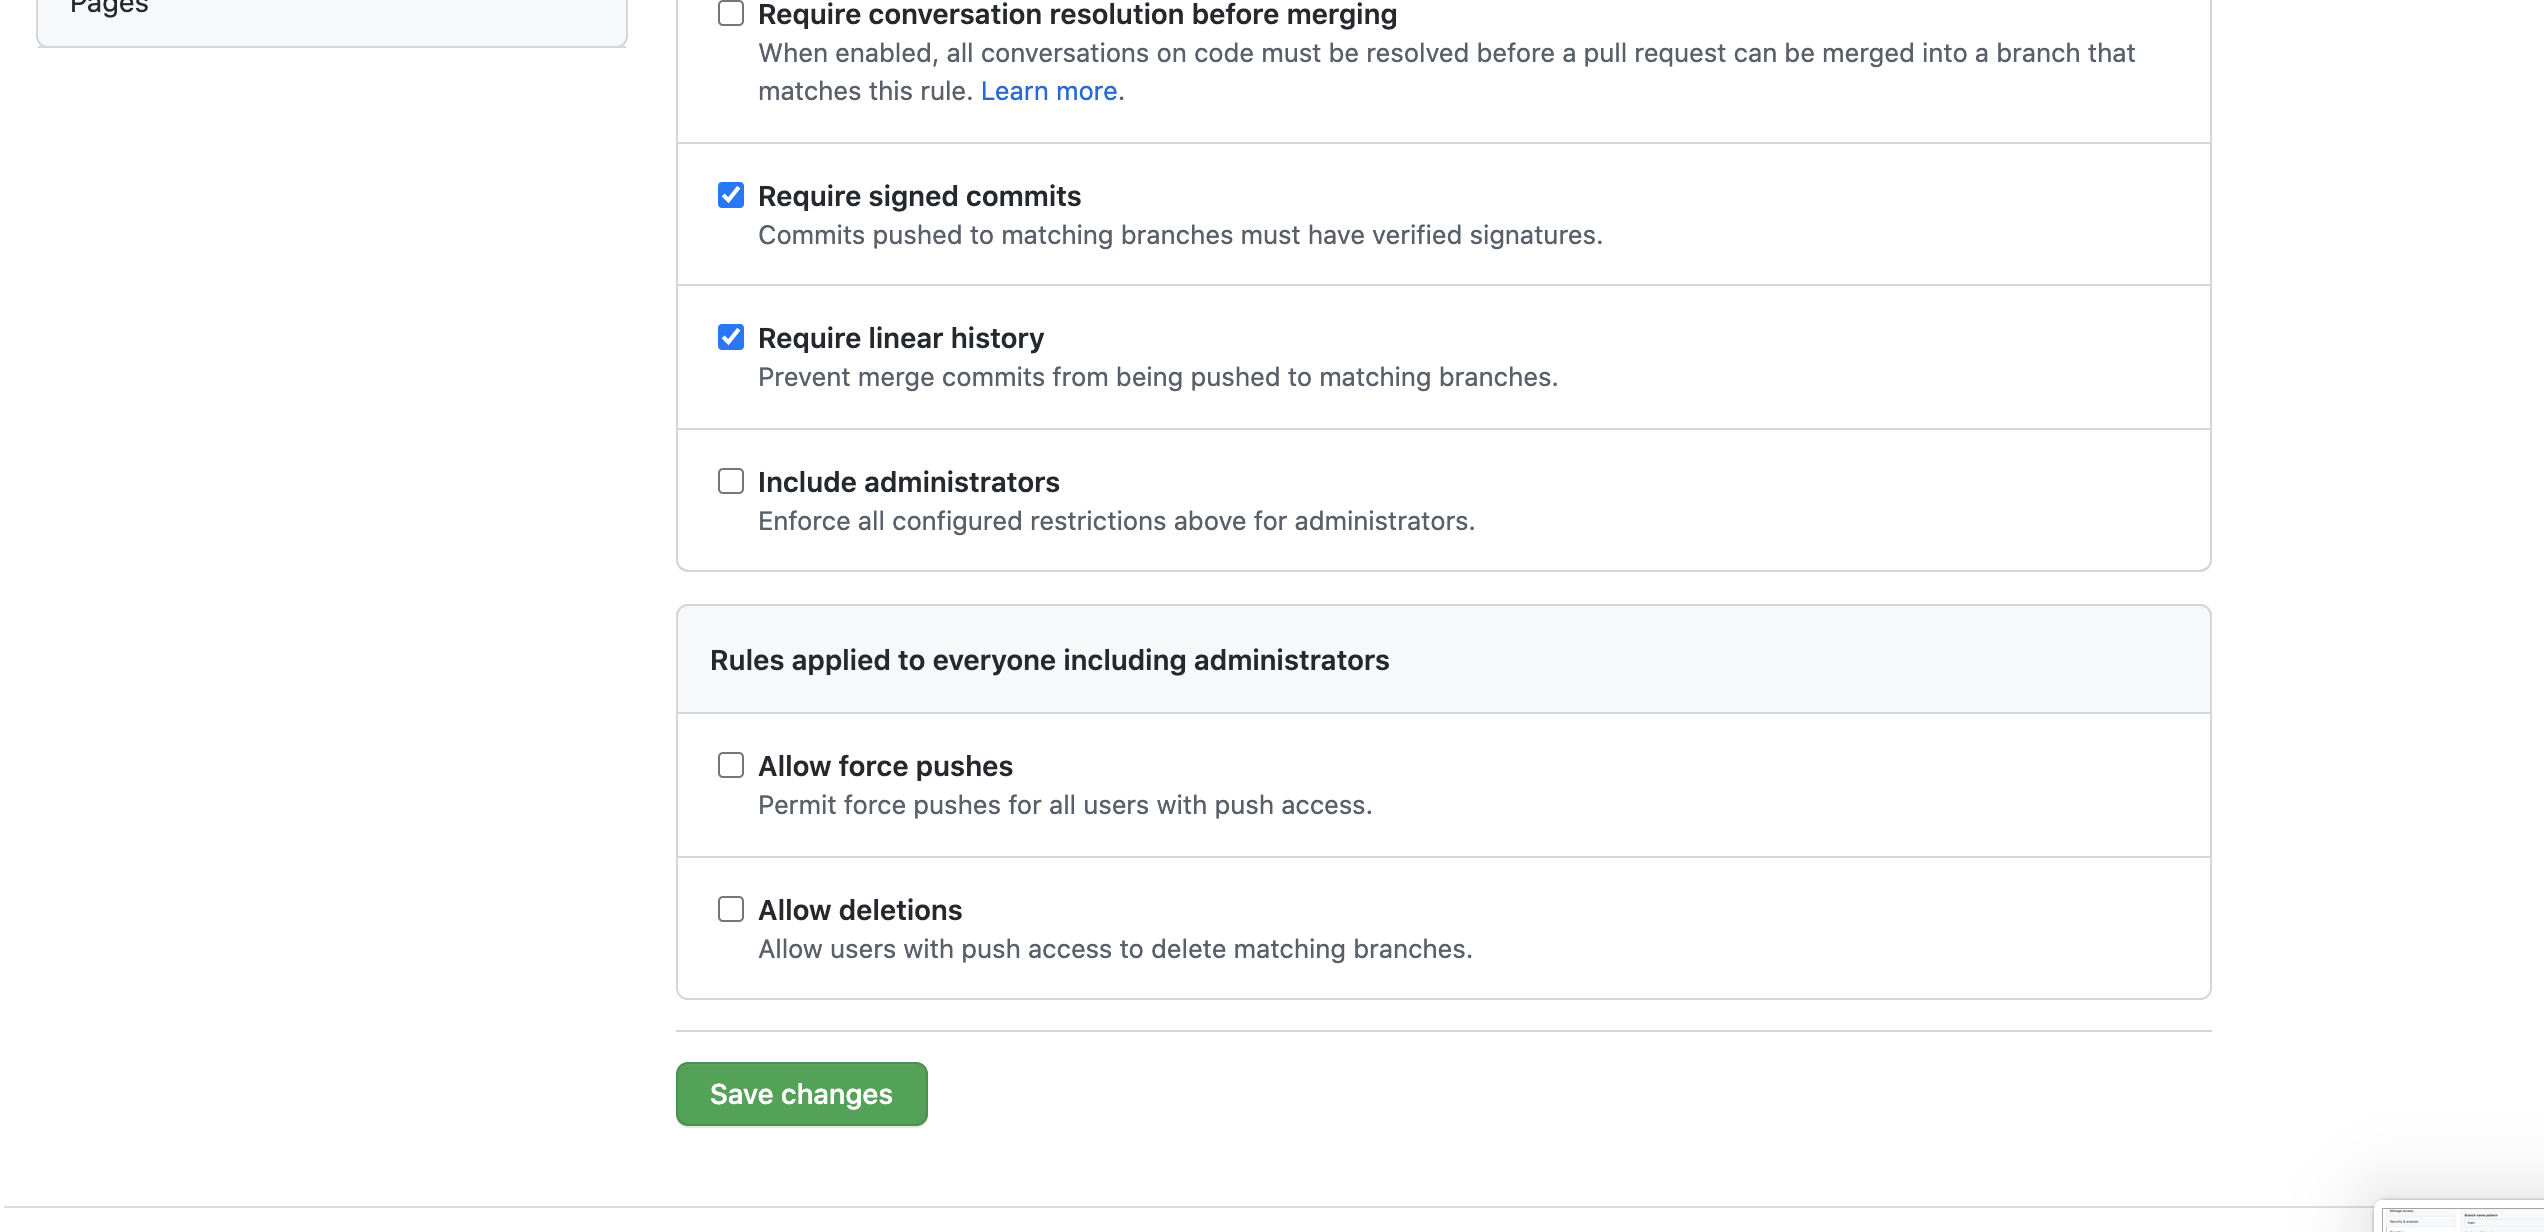 Pages
Require conversation resolution before merging
When enabled, all conversations on code must be resolved before a pull request can be merged into a branch that
matches this rule. Learn more.
Require signed commits
Commits pushed to matching branches must have verified signatures.
Require linear history
Prevent merge commits from being pushed to matching branches.
Include administrators
Enforce all configured restrictions above for administrators.
Rules applied to everyone including administrators
Allow force pushes
Permit force pushes for all users with push access.
Allow deletions
Allow users with push access to delete matching branches.
Save changes